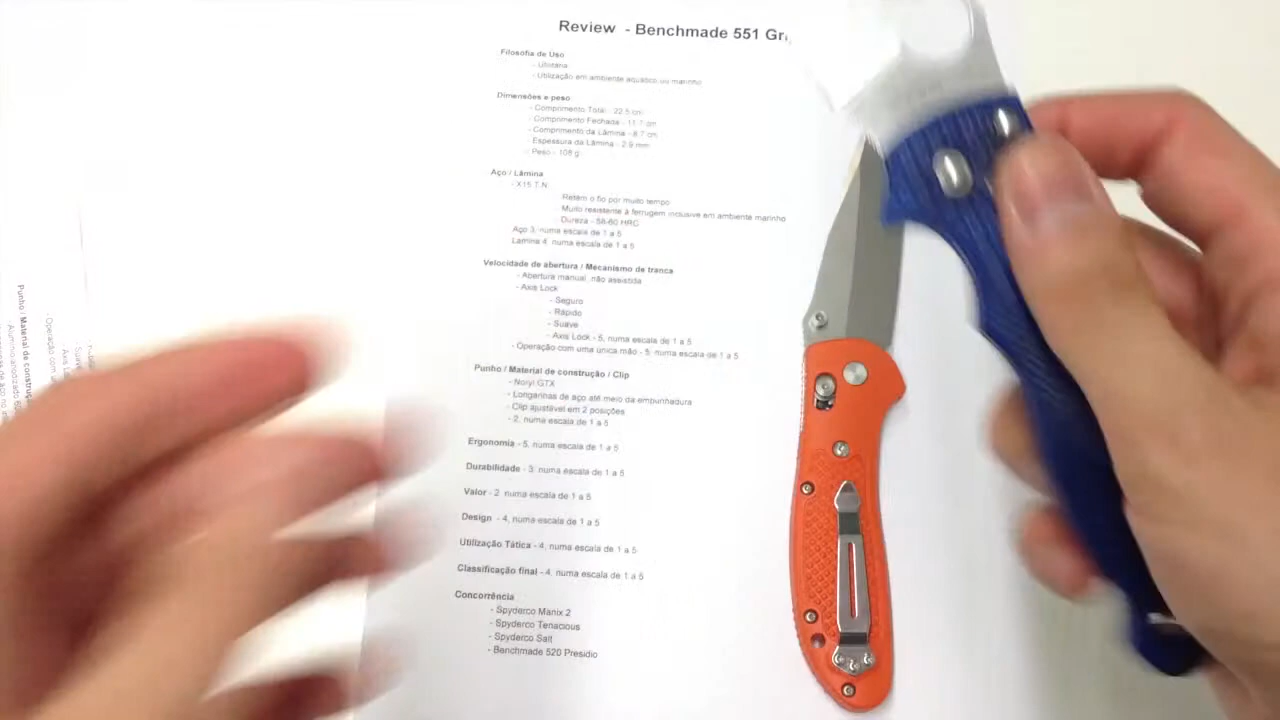 Review - Benchmade 551
Filosofia de Uso
- Utilitária
- Utilização em ambiente aquático ou marinho
Dimensões e peso
- Comprimento Total - 22.5 cm
- Comprimento Fechada - 11.7 cm
- Comprimento da Lâmina - 8.7 cm
- Espessura da Lâmina - 2.9 mm
- Peso - 108 g
Aço / Lâmina
- X15 T.N
Retém o fio por muito tempo
Muito resistente à ferrugem inclusive em ambiente marinho
Dureza - 58-60 HRC
Aço 3, numa escala de 1 a 5
Lamina 4, numa escala de 1 a 5
Velocidade de abertura / Mecanismo de tranca
- Abertura manual, não assistida
- Axis Lock
- Seguro
- Rápido
- Suave
- Axis Lock - 5, numa escala de 1 a 5
- Operação com uma única mão - 5, numa escala de 1 a 5
Punho / Material de construção / Clip
- Noryl GTX
- Longarinas de aço até meio da empunhadura
- Clip ajustável em 2 posições
- 2, numa escala de 1 a 5
Ergonomia - 5, numa escala de 1 a 5
Durabilidade - 3, numa escala de 1 a 5
Valor - 2, numa escala de 1 a 5
Design - 4, numa escala de 1 a 5
Utilização Tática - 4, numa escala de 1 a 5
Classificação final - 4, numa escala de 1 a 5
Concorrência
- Spyderco Manix 2
- Spyderco Tenacious
- Spyderco Salt
- Benchmade 520 Presidio
Punho / Material de
- Alumínio anodizado
- Operação com